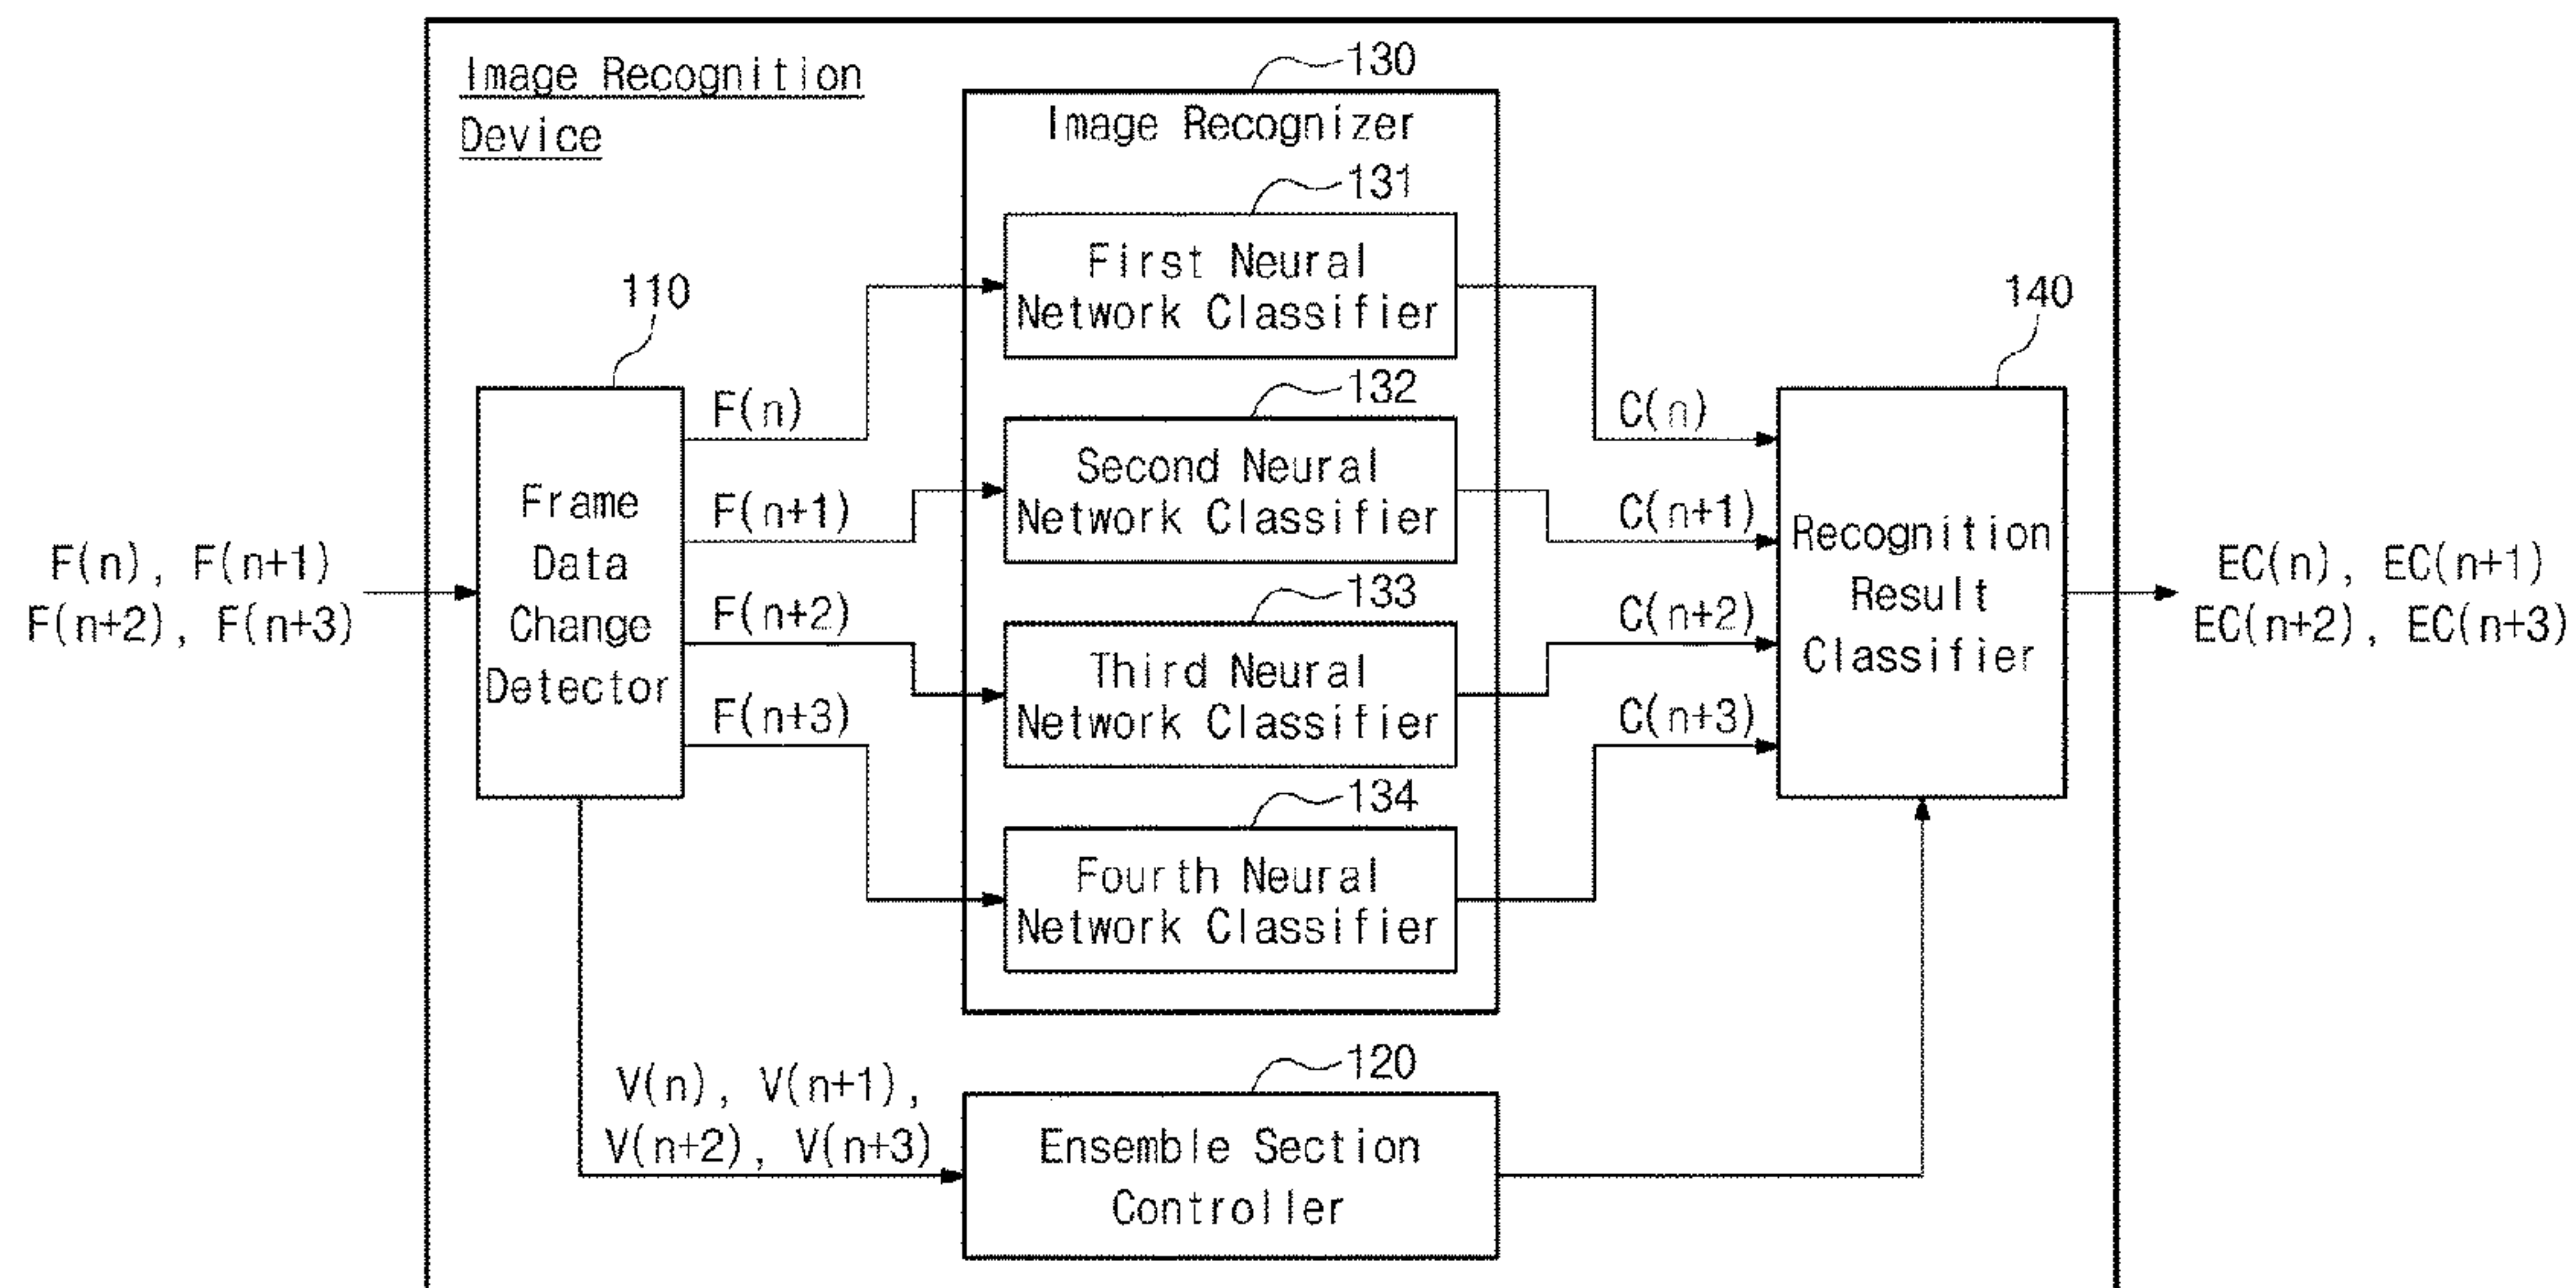 Image Recognition
Device
130
Image Recognizer
131
First Neural
Network Classifier
110
140
F(n)
132
C(n)
Second Neural
Network Classifier
Frame
Data
Change
Detector
F(n+1)
C(n+1)
Recognition
Result
Classifier
F(n), F(n+1)
F(n+2), F(n+3)
EC(n), EC(n+1)
EC(n+2), EC(n+3)
133
F(n+2)
C(n+2)
Third Neural
Network Classifier
F(n+3)
C(n+3)
134
Fourth Neural
Network Classifier
120
V(n), V(n+1),
V(n+2), V(n+3)
Ensemble Section
Controller